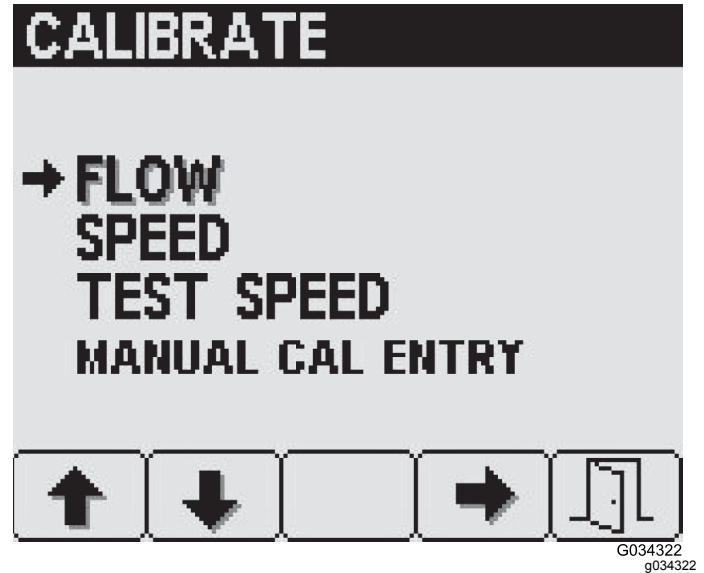 CALIBRATE
FLOW
SPEED
TEST SPEED
MANUAL CAL ENTRY
G034322
g034322